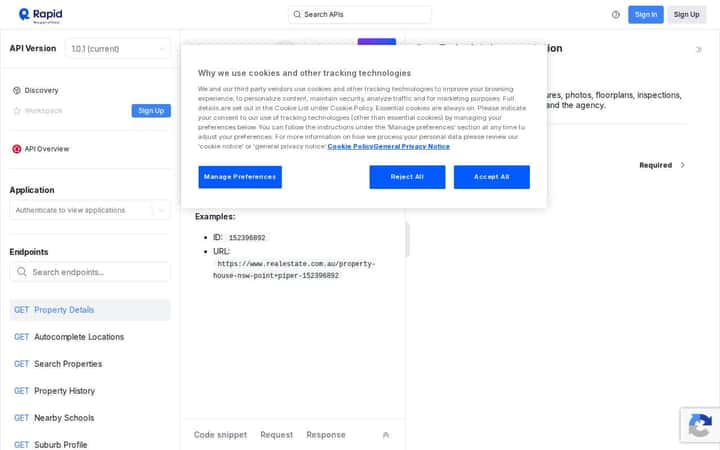 Rapid
Search APIs
Sign In
Sign Up
API Version
1.0.1 (current)
Discovery
Workspace
Sign Up
API Overview
Application
Authenticate to view applications
Endpoints
Search endpoints...
GET Property Details
GET Autocomplete Locations
GET Search Properties
GET Property History
GET Nearby Schools
GET Suburb Profile
Why we use cookies and other tracking technologies
We and our third party vendors use cookies and other tracking technologies to improve your browsing
experience, to personalize content, maintain security, analyze traffic and for marketing purposes. Full
details are set out in the Cookie List under Cookie Policy. Essential cookies are always on. Please indicate
your consent to our use of tracking technologies (other than essential cookies) by managing your
preferences below. You can follow the instructions under the 'Manage preferences' section at any time to
adjust your preferences. For more information on how we process your personal data please review our
'cookie notice' or 'general privacy notice'.Cookie PolicyGeneral Privacy Notice
Manage Preferences
Reject All
Accept All
Examples:
ID: 152396892
URL:
https://www.realestate.com.au/property-
house-nsw-point+piper-152396892
Code snippet
Request
Response
ures, photos, floorplans, inspections,
and the agency.
Required